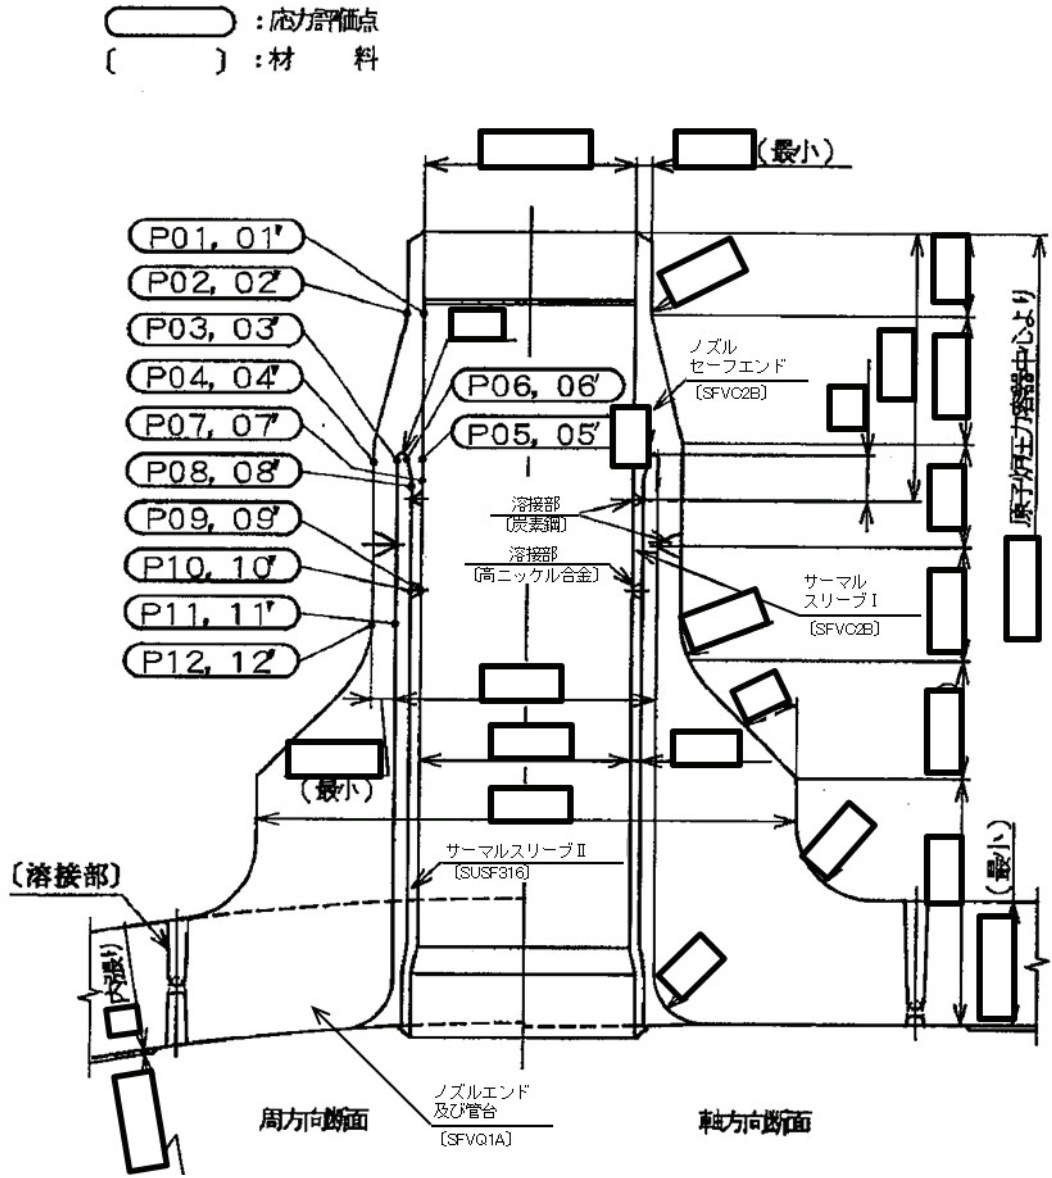 ：応力評価点
〔　　　〕：材　料
（最小）
P01, 01′
P02, 02′
P03, 03′
P04, 04′
P07, 07′
P08, 08′
P09, 09′
P10, 10′
P11, 11′
P12, 12′
P06, 06′
P05, 05′
ノズル
セーフエンド
〔SFVC2B〕
原子炉圧力容器中心より
溶接部
〔炭素鋼〕
溶接部
〔高ニッケル合金〕
サーマル
スリーブⅠ
〔SFVC2B〕
（最小）
サーマルスリーブⅡ
〔SUSF316〕
〔溶接部〕
（最小）
内張り
ノズルエンド
及び管台
〔SFVQ1A〕
周方向断面
軸方向断面